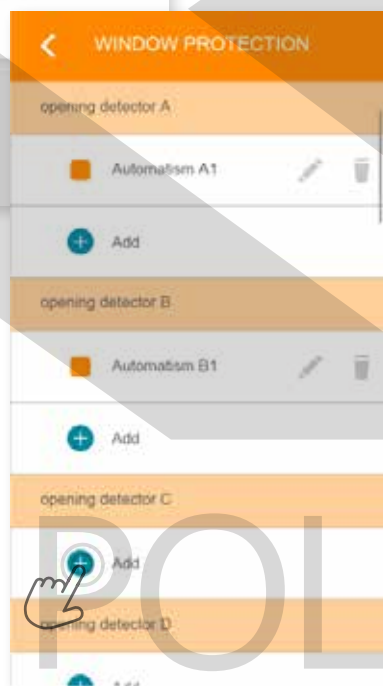 WINDOW PROTECTION
opening detector A
Automatism A1
Add
opening detector B
Automatism B1
Add
opening detector C
Add
opening detector D
Add
POL